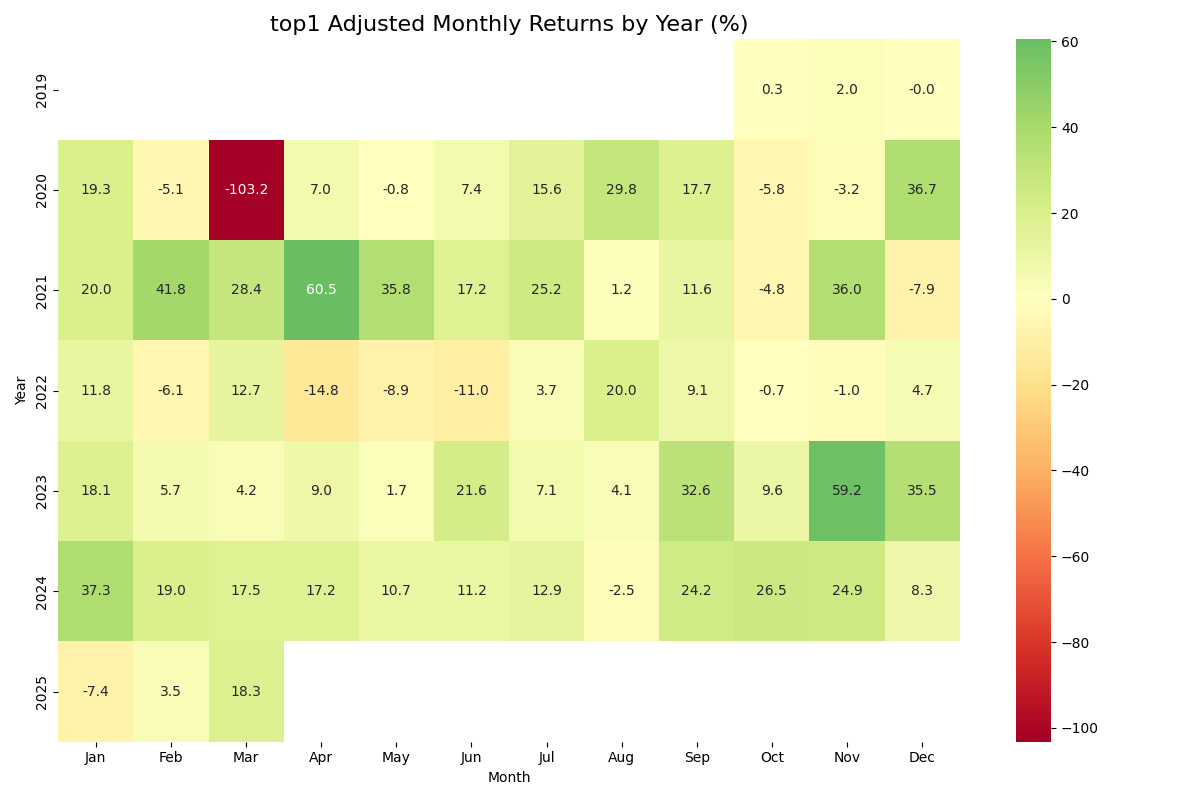 top1 Adjusted Monthly Returns by Year (%)
60
2019 0.3 2.0 -0.0
40
2020 19.3 -5.1 -103.2 7.0 -0.8 7.4 15.6 29.8 17.7 -5.8 -3.2 36.7
20
2021 20.0 41.8 28.4 60.5 35.8 17.2 25.2 1.2 11.6 -4.8 36.0 -7.9
0
Year
2022 11.8 -6.1 12.7 -14.8 -8.9 -11.0 3.7 20.0 9.1 -0.7 -1.0 4.7
−20
−40
2023 18.1 5.7 4.2 9.0 1.7 21.6 7.1 4.1 32.6 9.6 59.2 35.5
−60
2024 37.3 19.0 17.5 17.2 10.7 11.2 12.9 -2.5 24.2 26.5 24.9 8.3
−80
2025 -7.4 3.5 18.3
−100
Jan Feb Mar Apr May Jun Jul Aug Sep Oct Nov Dec
Month